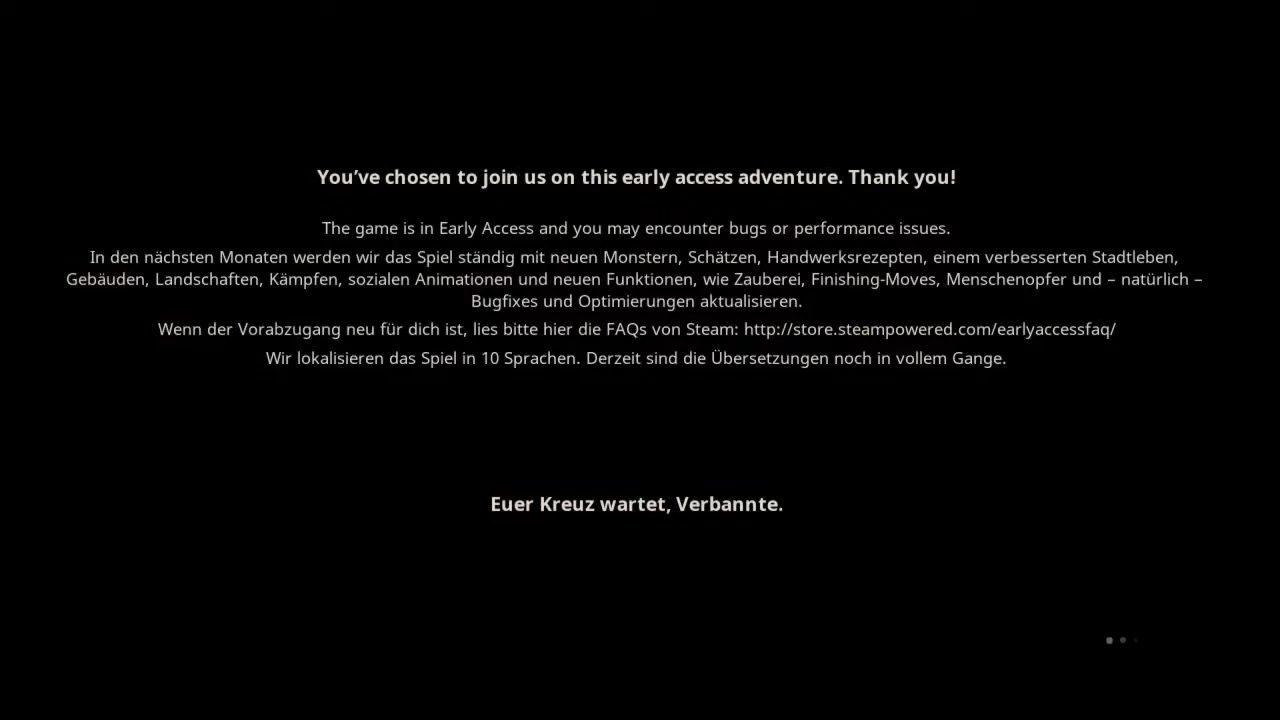 You’ve chosen to join us on this early access adventure. Thank you!
The game is in Early Access and you may encounter bugs or performance issues.
In den nächsten Monaten werden wir das Spiel ständig mit neuen Monstern, Schätzen, Handwerksrezepten, einem verbesserten Stadtleben,
Gebäuden, Landschaften, Kämpfen, sozialen Animationen und neuen Funktionen, wie Zauberei, Finishing-Moves, Menschenopfer und – natürlich –
Bugfixes und Optimierungen aktualisieren.
Wenn der Vorabzugang neu für dich ist, lies bitte hier die FAQs von Steam: http://store.steampowered.com/earlyaccessfaq/
Wir lokalisieren das Spiel in 10 Sprachen. Derzeit sind die Übersetzungen noch in vollem Gange.
Euer Kreuz wartet, Verbannte.